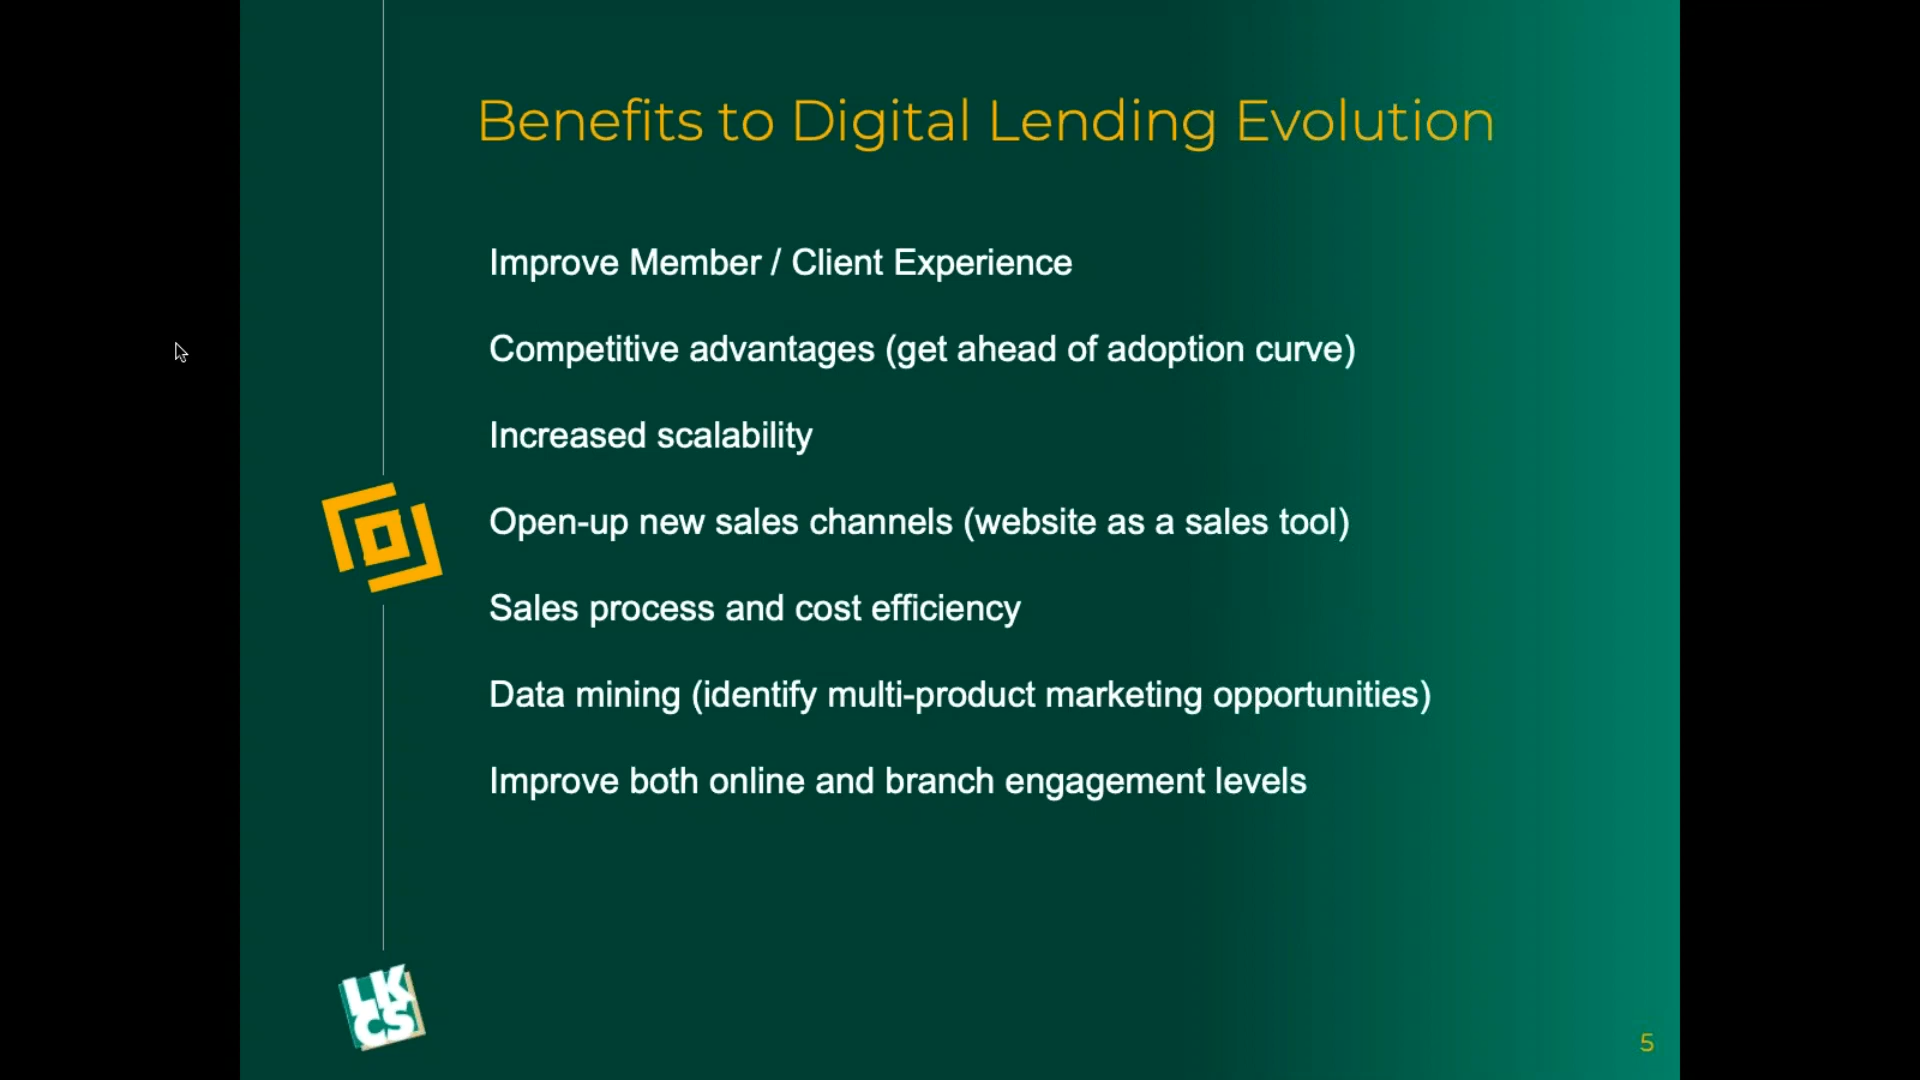 Benefits to Digital Lending Evolution
Improve Member / Client Experience
Competitive advantages (get ahead of adoption curve)
Increased scalability
Open-up new sales channels (website as a sales tool)
Sales process and cost efficiency
Data mining (identify multi-product marketing opportunities)
Improve both online and branch engagement levels
LK
CS
5